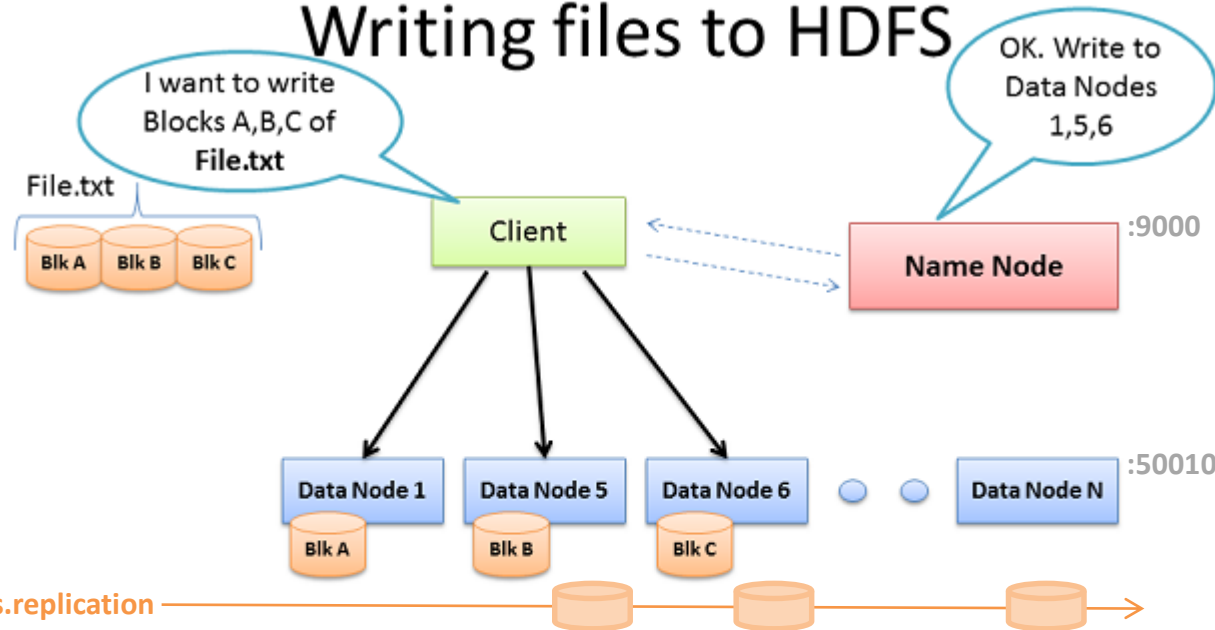 Writing files to HDFS
I want to write
Blocks A,B,C of
File.txt
OK. Write to
Data Nodes
1,5,6
File.txt
Blk A
Blk B
Blk C
Client
Name Node
:9000
Data Node 1
Data Node 5
Data Node 6
Data Node N
:50010
Blk A
Blk B
Blk C
s.replication